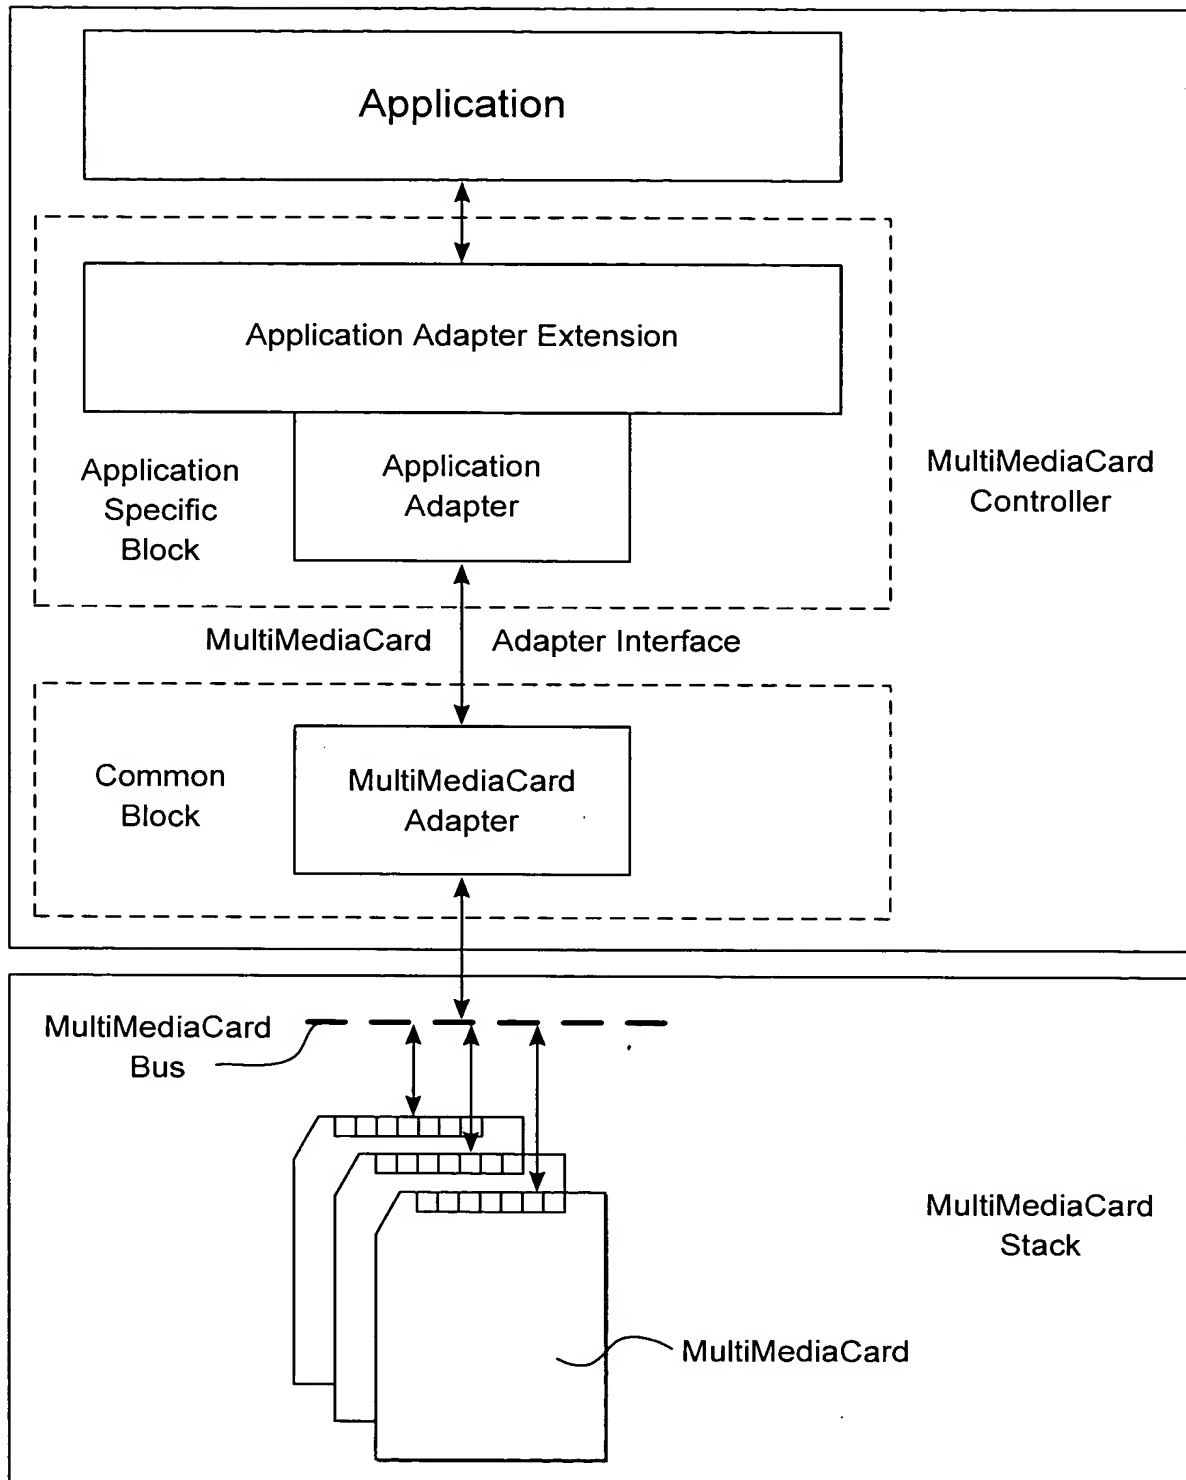 Application
Application Adapter Extension
Application
Specific
Block
Application
Adapter
MultiMediaCard
Controller
MultiMediaCard Adapter Interface
Common
Block
MultiMediaCard
Adapter
MultiMediaCard
Bus
MultiMediaCard
Stack
MultiMediaCard